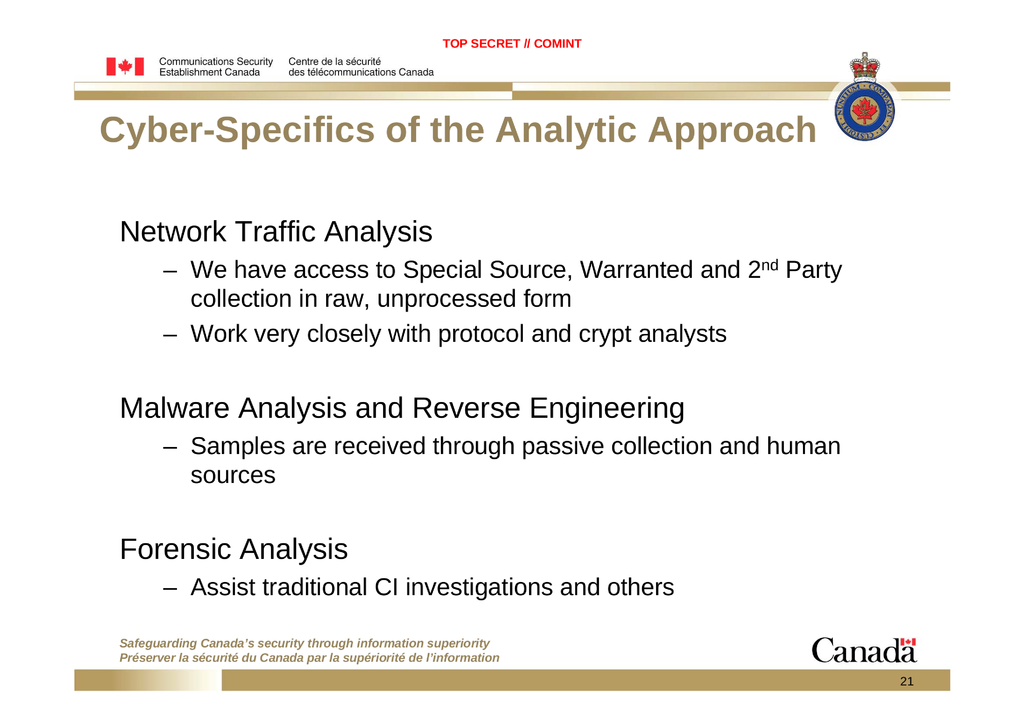 TOP SECRET // COMINT
Communications Security Centre de la sécurité
Establishment Canada des télécommunications Canada
Cyber-Specifics of the Analytic Approach
Network Traffic Analysis
– We have access to Special Source, Warranted and 2nd Party
collection in raw, unprocessed form
– Work very closely with protocol and crypt analysts
Malware Analysis and Reverse Engineering
– Samples are received through passive collection and human
sources
Forensic Analysis
– Assist traditional CI investigations and others
Safeguarding Canada's security through information superiority
Préserver la sécurité du Canada par la supériorité de l'information
Canada
21